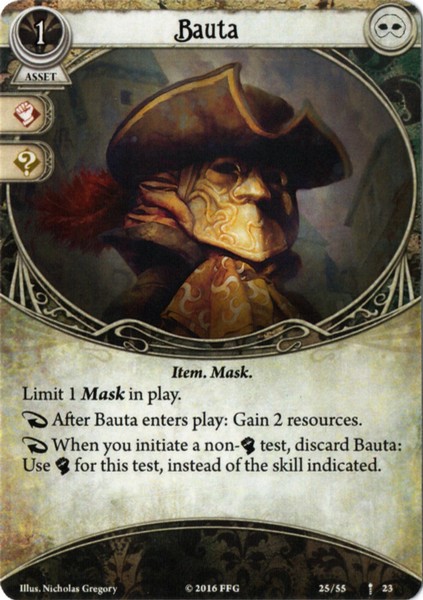 1
Bauta
ASSET
?
Item. Mask.
Limit 1 Mask in play.
After Bauta enters play: Gain 2 resources.
When you initiate a non- test, discard Bauta:
Use for this test, instead of the skill indicated.
Illus. Nicholas Gregory © 2016 FFG 25/55 23